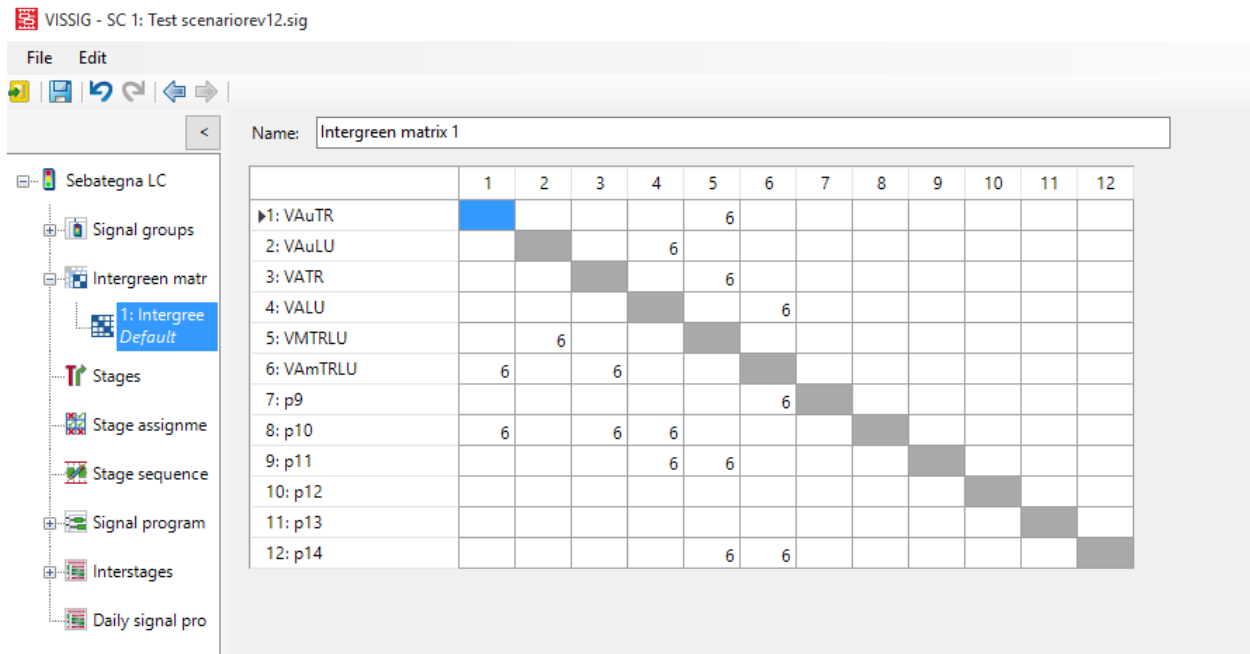 VISSIG - SC 1: Test scenariorev12.sig
File Edit
<
Name: Intergreen matrix 1
Sebategna LC
Signal groups
Intergreen matr
1: Intergree
Default
Stages
Stage assignme
Stage sequence
Signal program
Interstages
Daily signal pro
1 2 3 4 5 6 7 8 9 10 11 12
1: VAuTR 6
2: VAuLU 6
3: VATR 6
4: VALU 6
5: VMTRLU 6
6: VAmTRLU 6 6
7: p9 6
8: p10 6 6 6
9: p11 6 6
10: p12
11: p13
12: p14 6 6